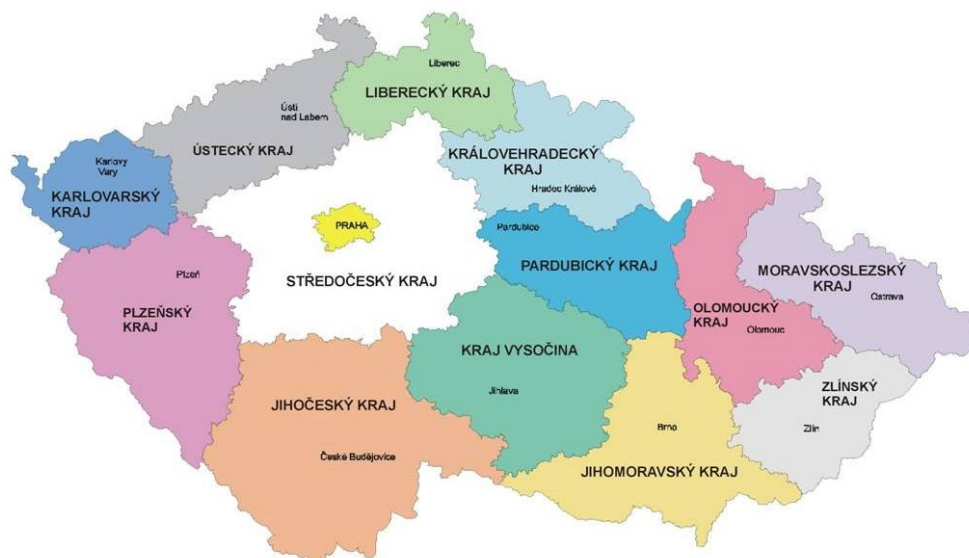 Liberec
LIBERECKÝ KRAJ
Ústí
nad Labem
ÚSTECKÝ KRAJ
KRÁLOVEHRADECKÝ
KRAJ
Hradec Králové
Karlovy
Vary
KARLOVARSKÝ
KRAJ
PRAHA
STŘEDOČESKÝ KRAJ
Pardubice
PARDUBICKÝ KRAJ
Plzeň
PLZEŇSKÝ
KRAJ
OLOMOUCKÝ
KRAJ
Olomouc
MORAVSKOSLEZSKÝ
KRAJ
Ostrava
KRAJ VYSOČINA
Jihlava
JIHOČESKÝ KRAJ
České Budějovice
Brno
JIHOMORAVSKÝ KRAJ
ZLÍNSKÝ
KRAJ
Zlín